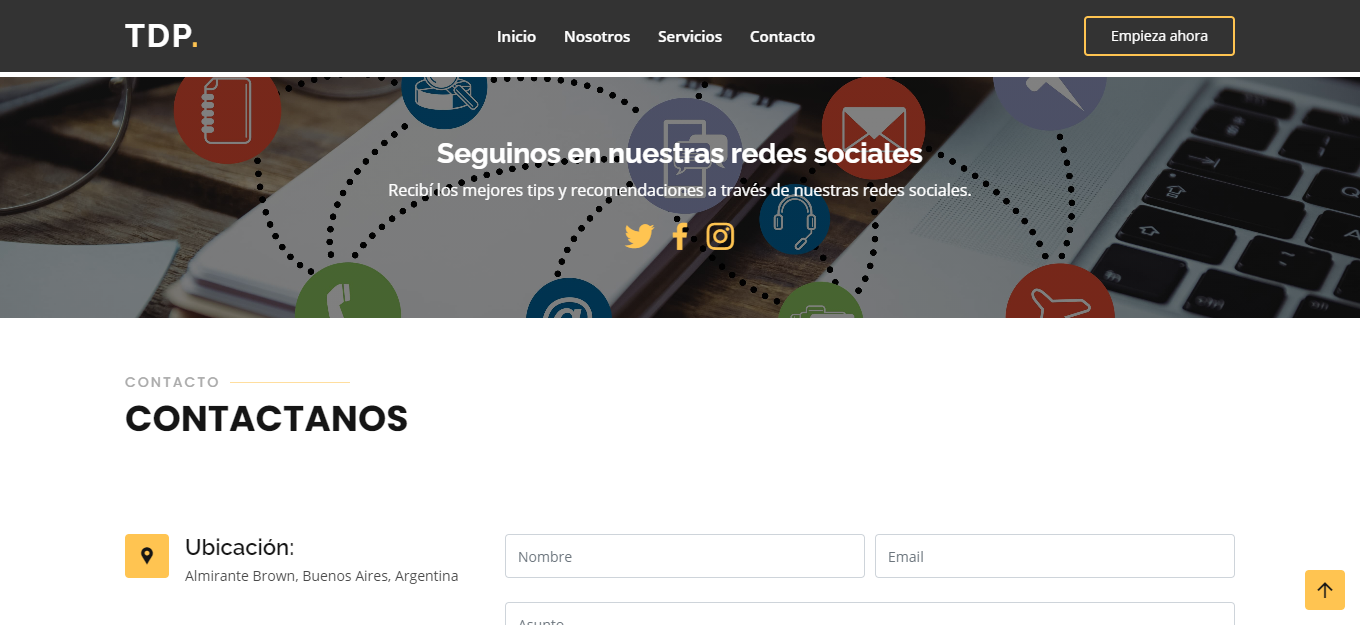 TDP.
Inicio Nosotros Servicios Contacto
Empieza ahora
Seguinos en nuestras redes sociales
Recibí los mejores tips y recomendaciones a través de nuestras redes sociales.
CONTACTO
CONTACTANOS
Ubicación:
Almirante Brown, Buenos Aires, Argentina
Nombre
Email
Asunto